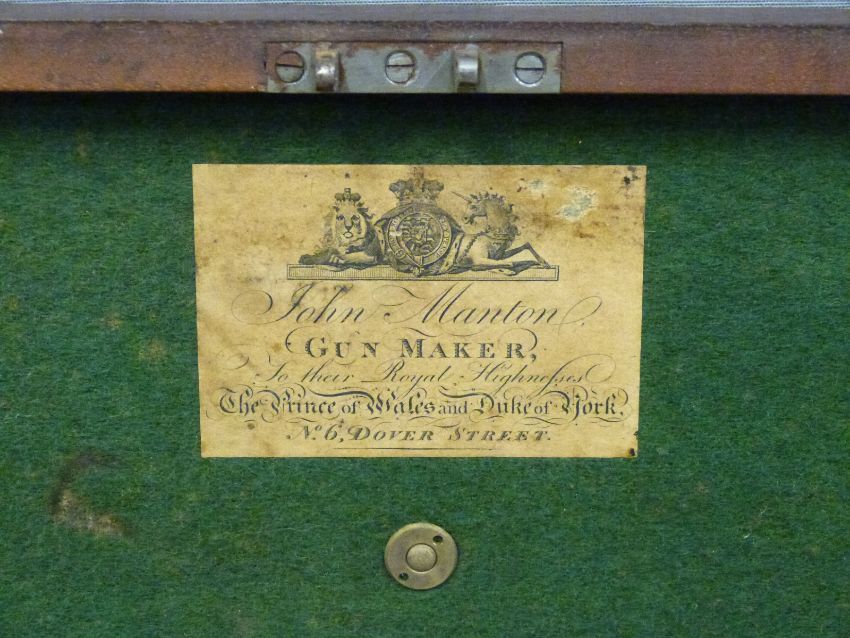 John Manton,
GUN MAKER,
To their Royal Highneſses
The Prince of Wales and Duke of York,
No. 6, DOVER STREET.